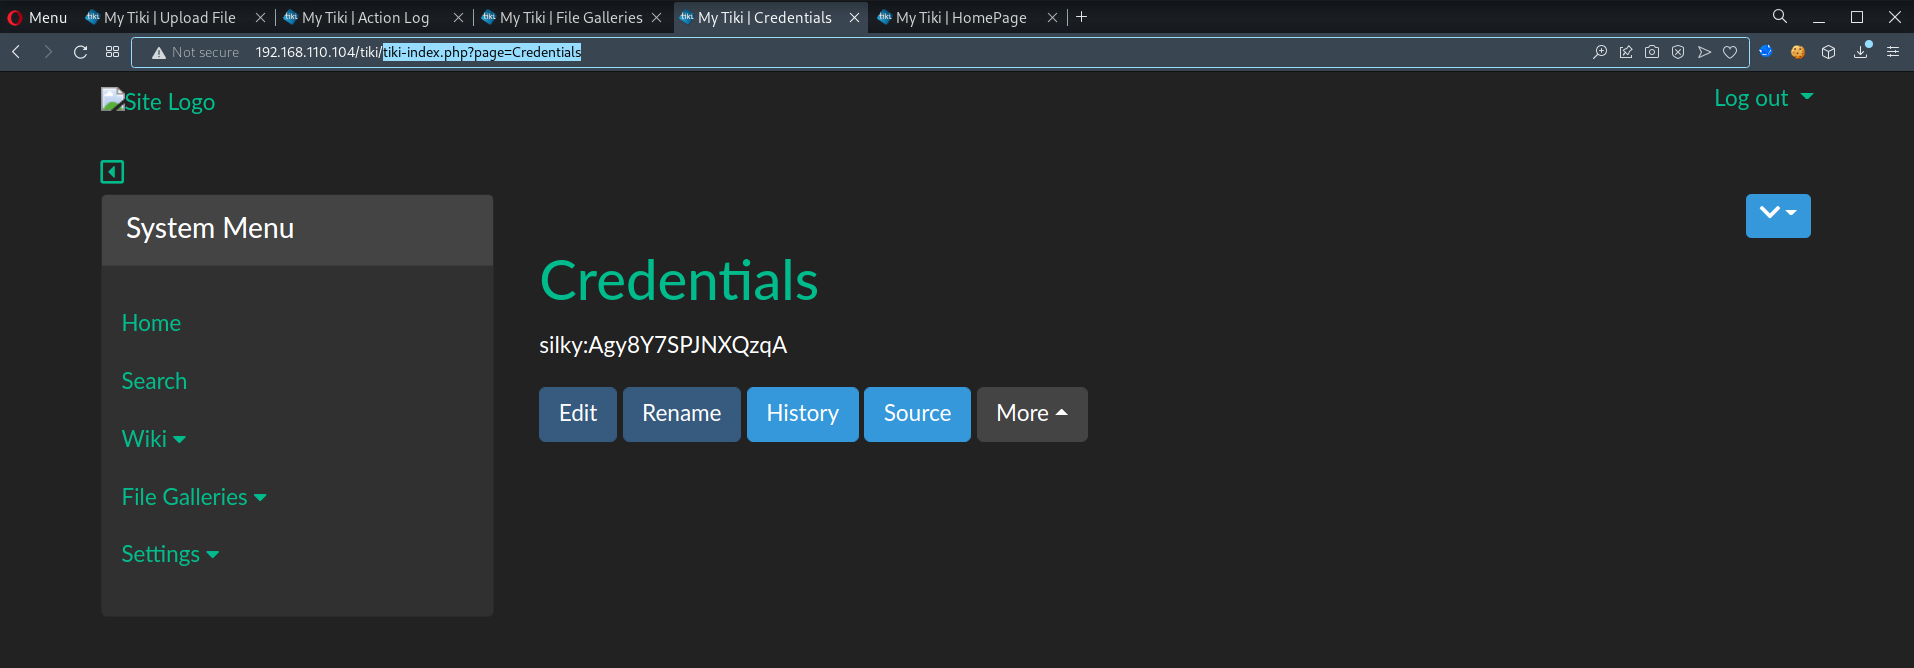 Menu My Tiki | Upload File My Tiki | Action Log My Tiki | File Galleries My Tiki | Credentials My Tiki | HomePage
Not secure 192.168.110.104/tiki/tiki-index.php?page=Credentials
Site Logo Log out
System Menu
Credentials
Home
silky:Agy8Y7SPJNXQzqA
Search
Edit Rename History Source More
Wiki
File Galleries
Settings